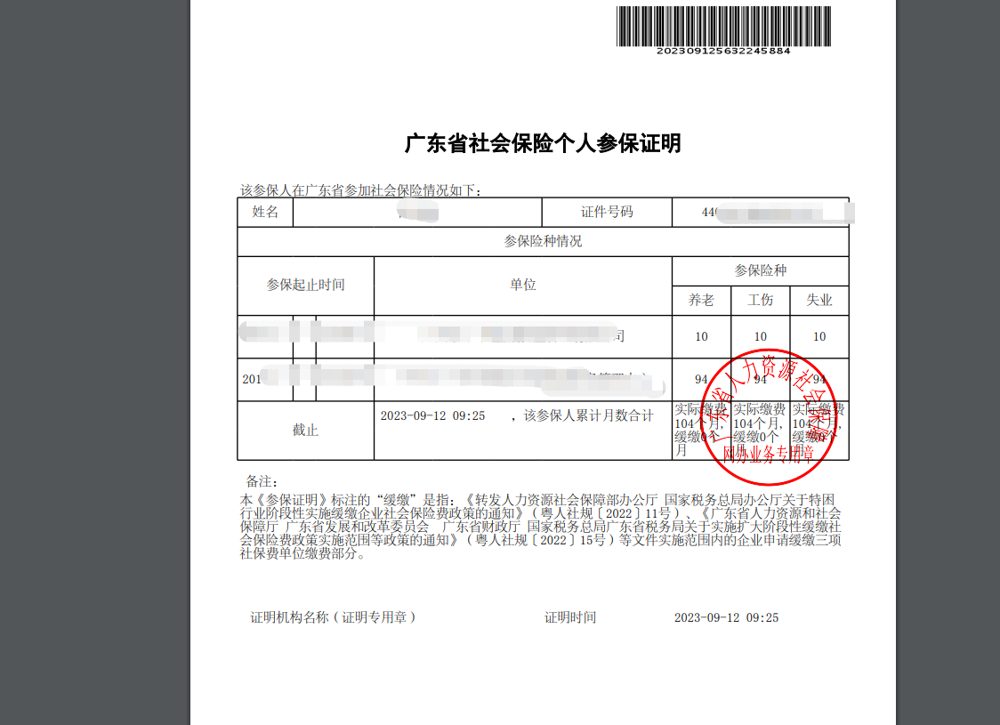 202309125632245884
广东省社会保险个人参保证明
该参保人在广东省参加社会保险情况如下：
姓名 证件号码 440
参保险种情况
参保起止时间 单位 参保险种
养老 工伤 失业
司 10 10 10
201 94 94 94
截止 2023-09-12 09:25 ，该参保人累计月数合计
实际缴费104个月,缓缴0个月 实际缴费104个月,缓缴0个月 实际缴费104个月,缓缴0个月
广东省人力资源社会保障
网办业务专用章
备注：
本《参保证明》标注的“缓缴”是指：《转发人力资源社会保障部办公厅 国家税务总局办公厅关于特困
行业阶段性实施缓缴企业社会保险费政策的通知》（粤人社规〔2022〕11号）、《广东省人力资源和社会
保障厅 广东省发展和改革委员会 广东省财政厅 国家税务总局广东省税务局关于实施扩大阶段性缓缴社
会保险费政策实施范围等政策的通知》（粤人社规〔2022〕15号）等文件实施范围内的企业申请缓缴三项
社保费单位缴费部分。
证明机构名称（证明专用章） 证明时间 2023-09-12 09:25